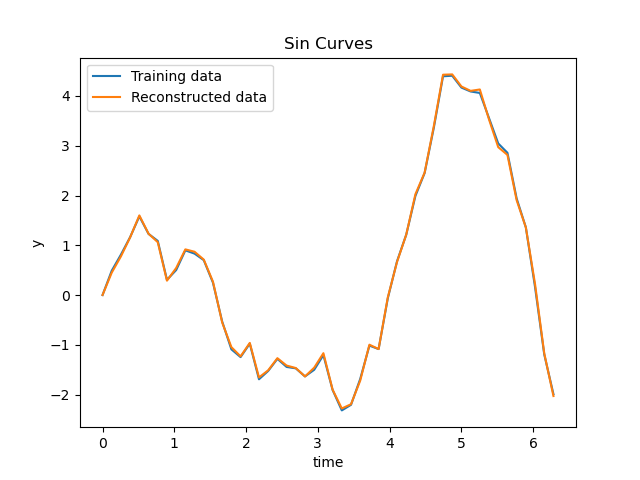 Sin Curves
Training data
Reconstructed data
y
4
3
2
1
0
−1
−2
0 1 2 3 4 5 6
time